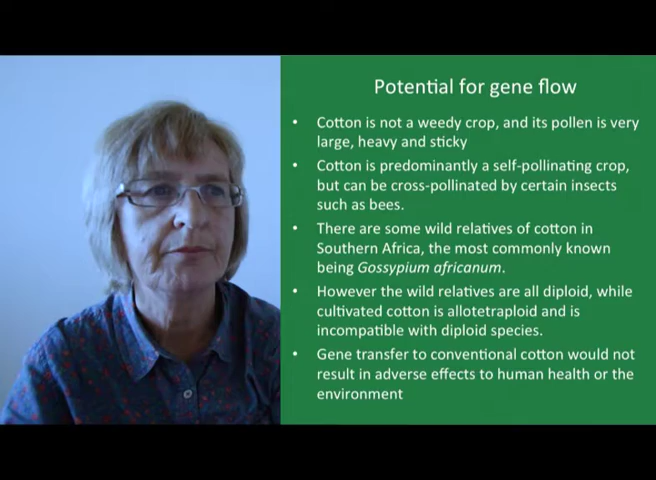 Potential for gene flow
• Cotton is not a weedy crop, and its pollen is very
large, heavy and sticky
• Cotton is predominantly a self-pollinating crop,
but can be cross-pollinated by certain insects
such as bees.
• There are some wild relatives of cotton in
Southern Africa, the most commonly known
being Gossypium africanum.
• However the wild relatives are all diploid, while
cultivated cotton is allotetraploid and is
incompatible with diploid species.
• Gene transfer to conventional cotton would not
result in adverse effects to human health or the
environment